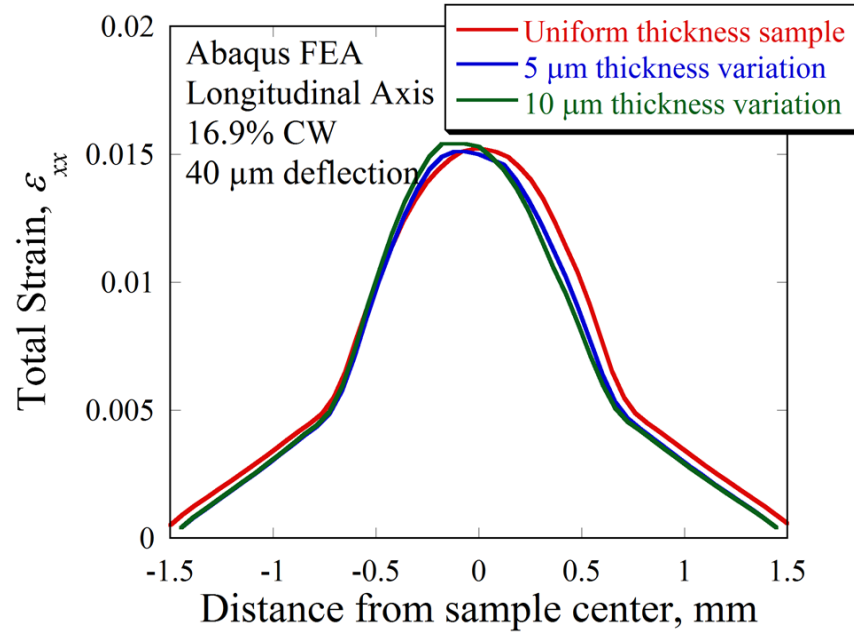 0.02
0.015
0.01
0.005
0
Total Strain, ε xx
Abaqus FEA
Longitudinal Axis
16.9% CW
40 µm deflection
Uniform thickness sample
5 µm thickness variation
10 µm thickness variation
-1.5 -1 -0.5 0 0.5 1 1.5
Distance from sample center, mm